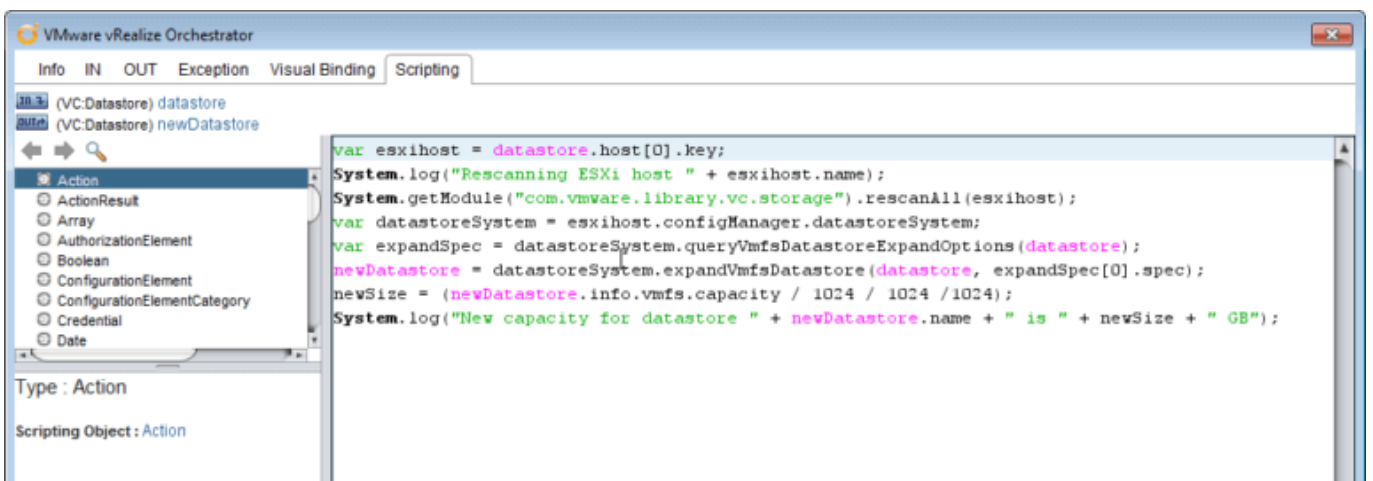 VMware vRealize Orchestrator
Info IN OUT Exception Visual Binding Scripting
(VC:Datastore) datastore
(VC:Datastore) newDatastore
Action
ActionResult
Array
AuthorizationElement
Boolean
ConfigurationElement
ConfigurationElementCategory
Credential
Date
Type : Action
Scripting Object : Action
var esxihost = datastore.host[0].key;
System.log("Rescanning ESXi host " + esxihost.name);
System.getModule("com.vmware.library.vc.storage").rescanAll(esxihost);
var datastoreSystem = esxihost.configManager.datastoreSystem;
var expandSpec = datastoreSystem.queryVmfsDatastoreExpandOptions(datastore);
newDatastore = datastoreSystem.expandVmfsDatastore(datastore, expandSpec[0].spec);
newSize = (newDatastore.info.vmfs.capacity / 1024 / 1024 /1024);
System.log("New capacity for datastore " + newDatastore.name + " is " + newSize + " GB");